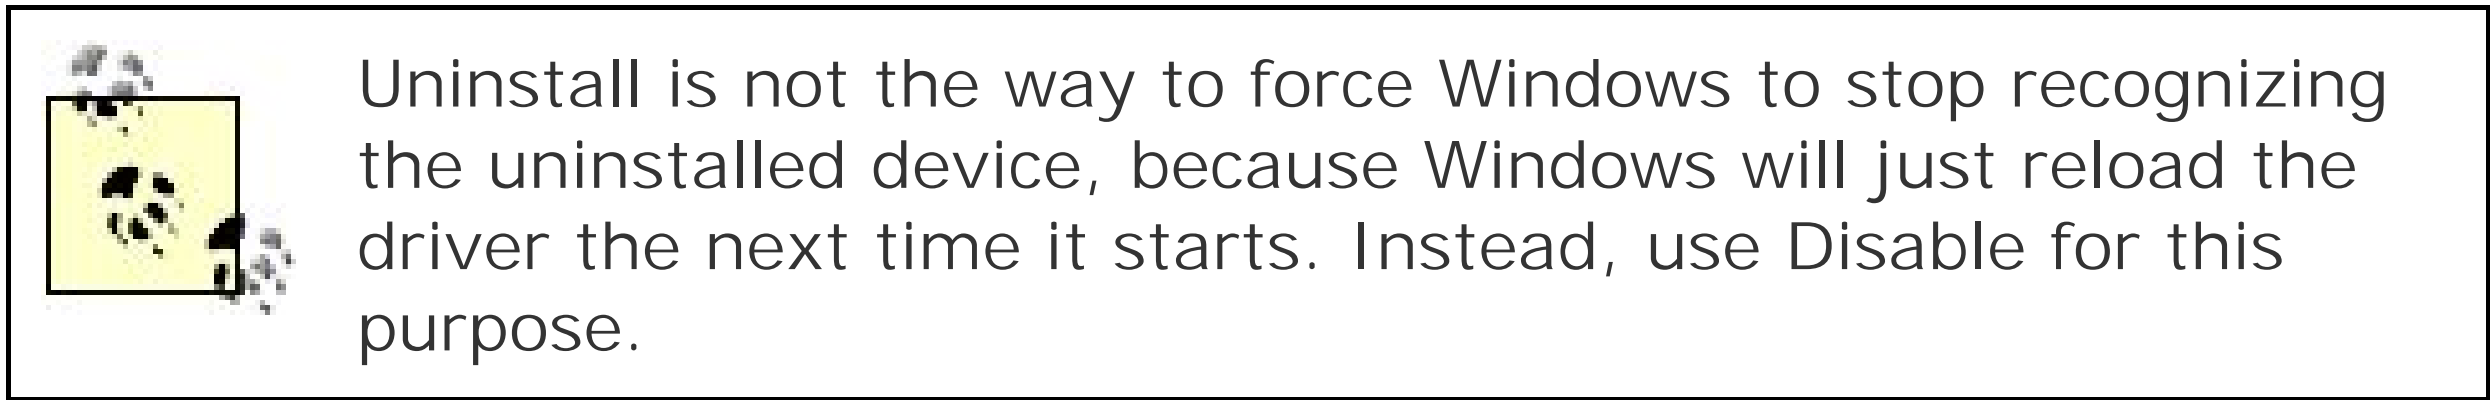 Uninstall is not the way to force Windows to stop recognizing
the uninstalled device, because Windows will just reload the
driver the next time it starts. Instead, use Disable for this
purpose.